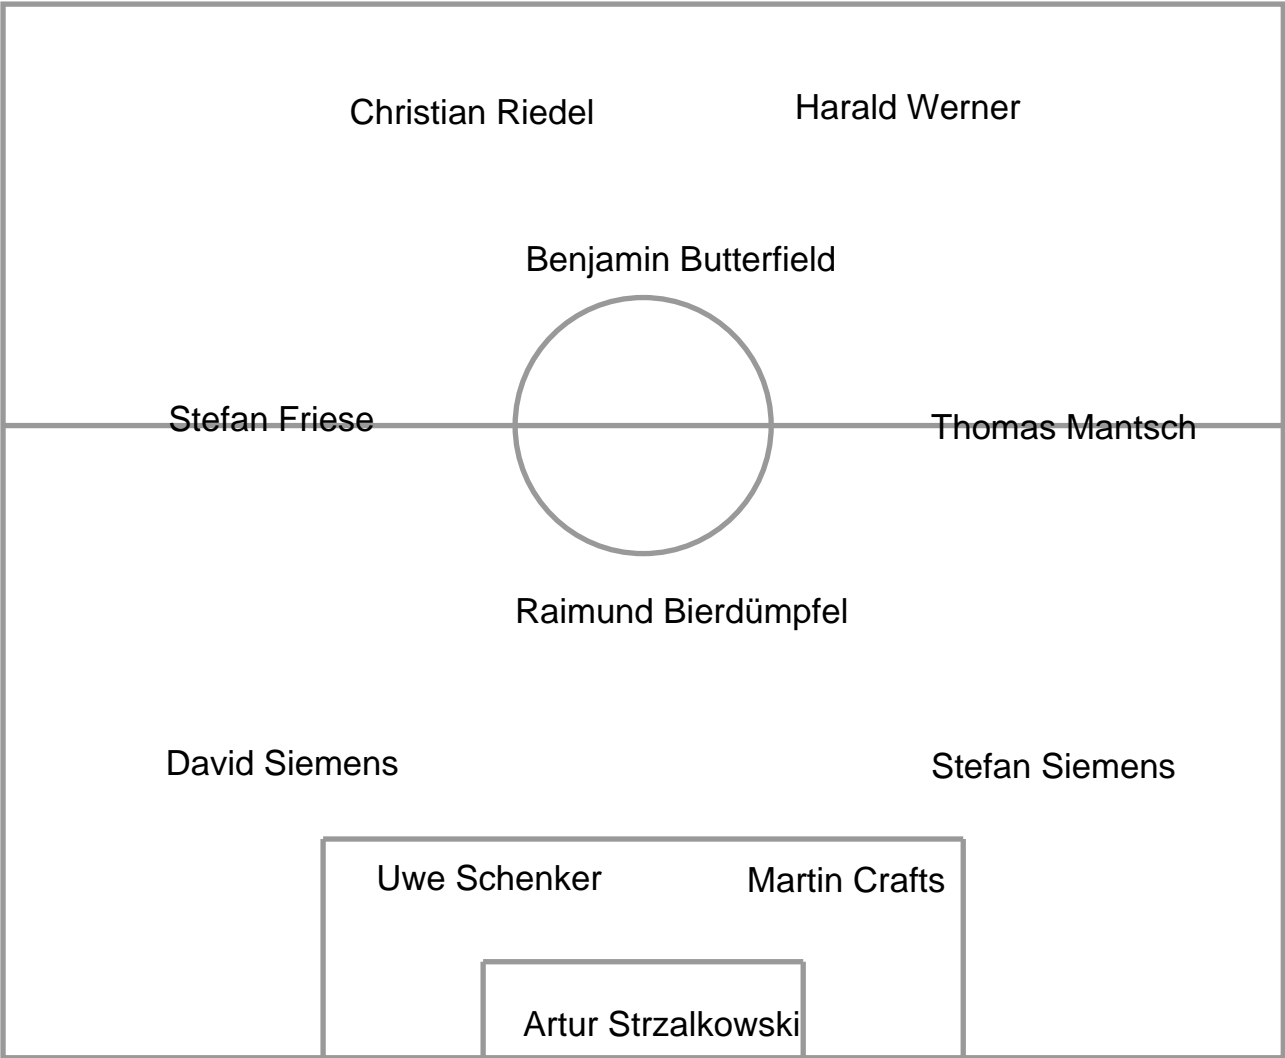 Christian Riedel
Harald Werner
Benjamin Butterfield
Stefan Friese
Thomas Mantsch
Raimund Bierdümpfel
David Siemens
Stefan Siemens
Uwe Schenker
Martin Crafts
Artur Strzalkowski